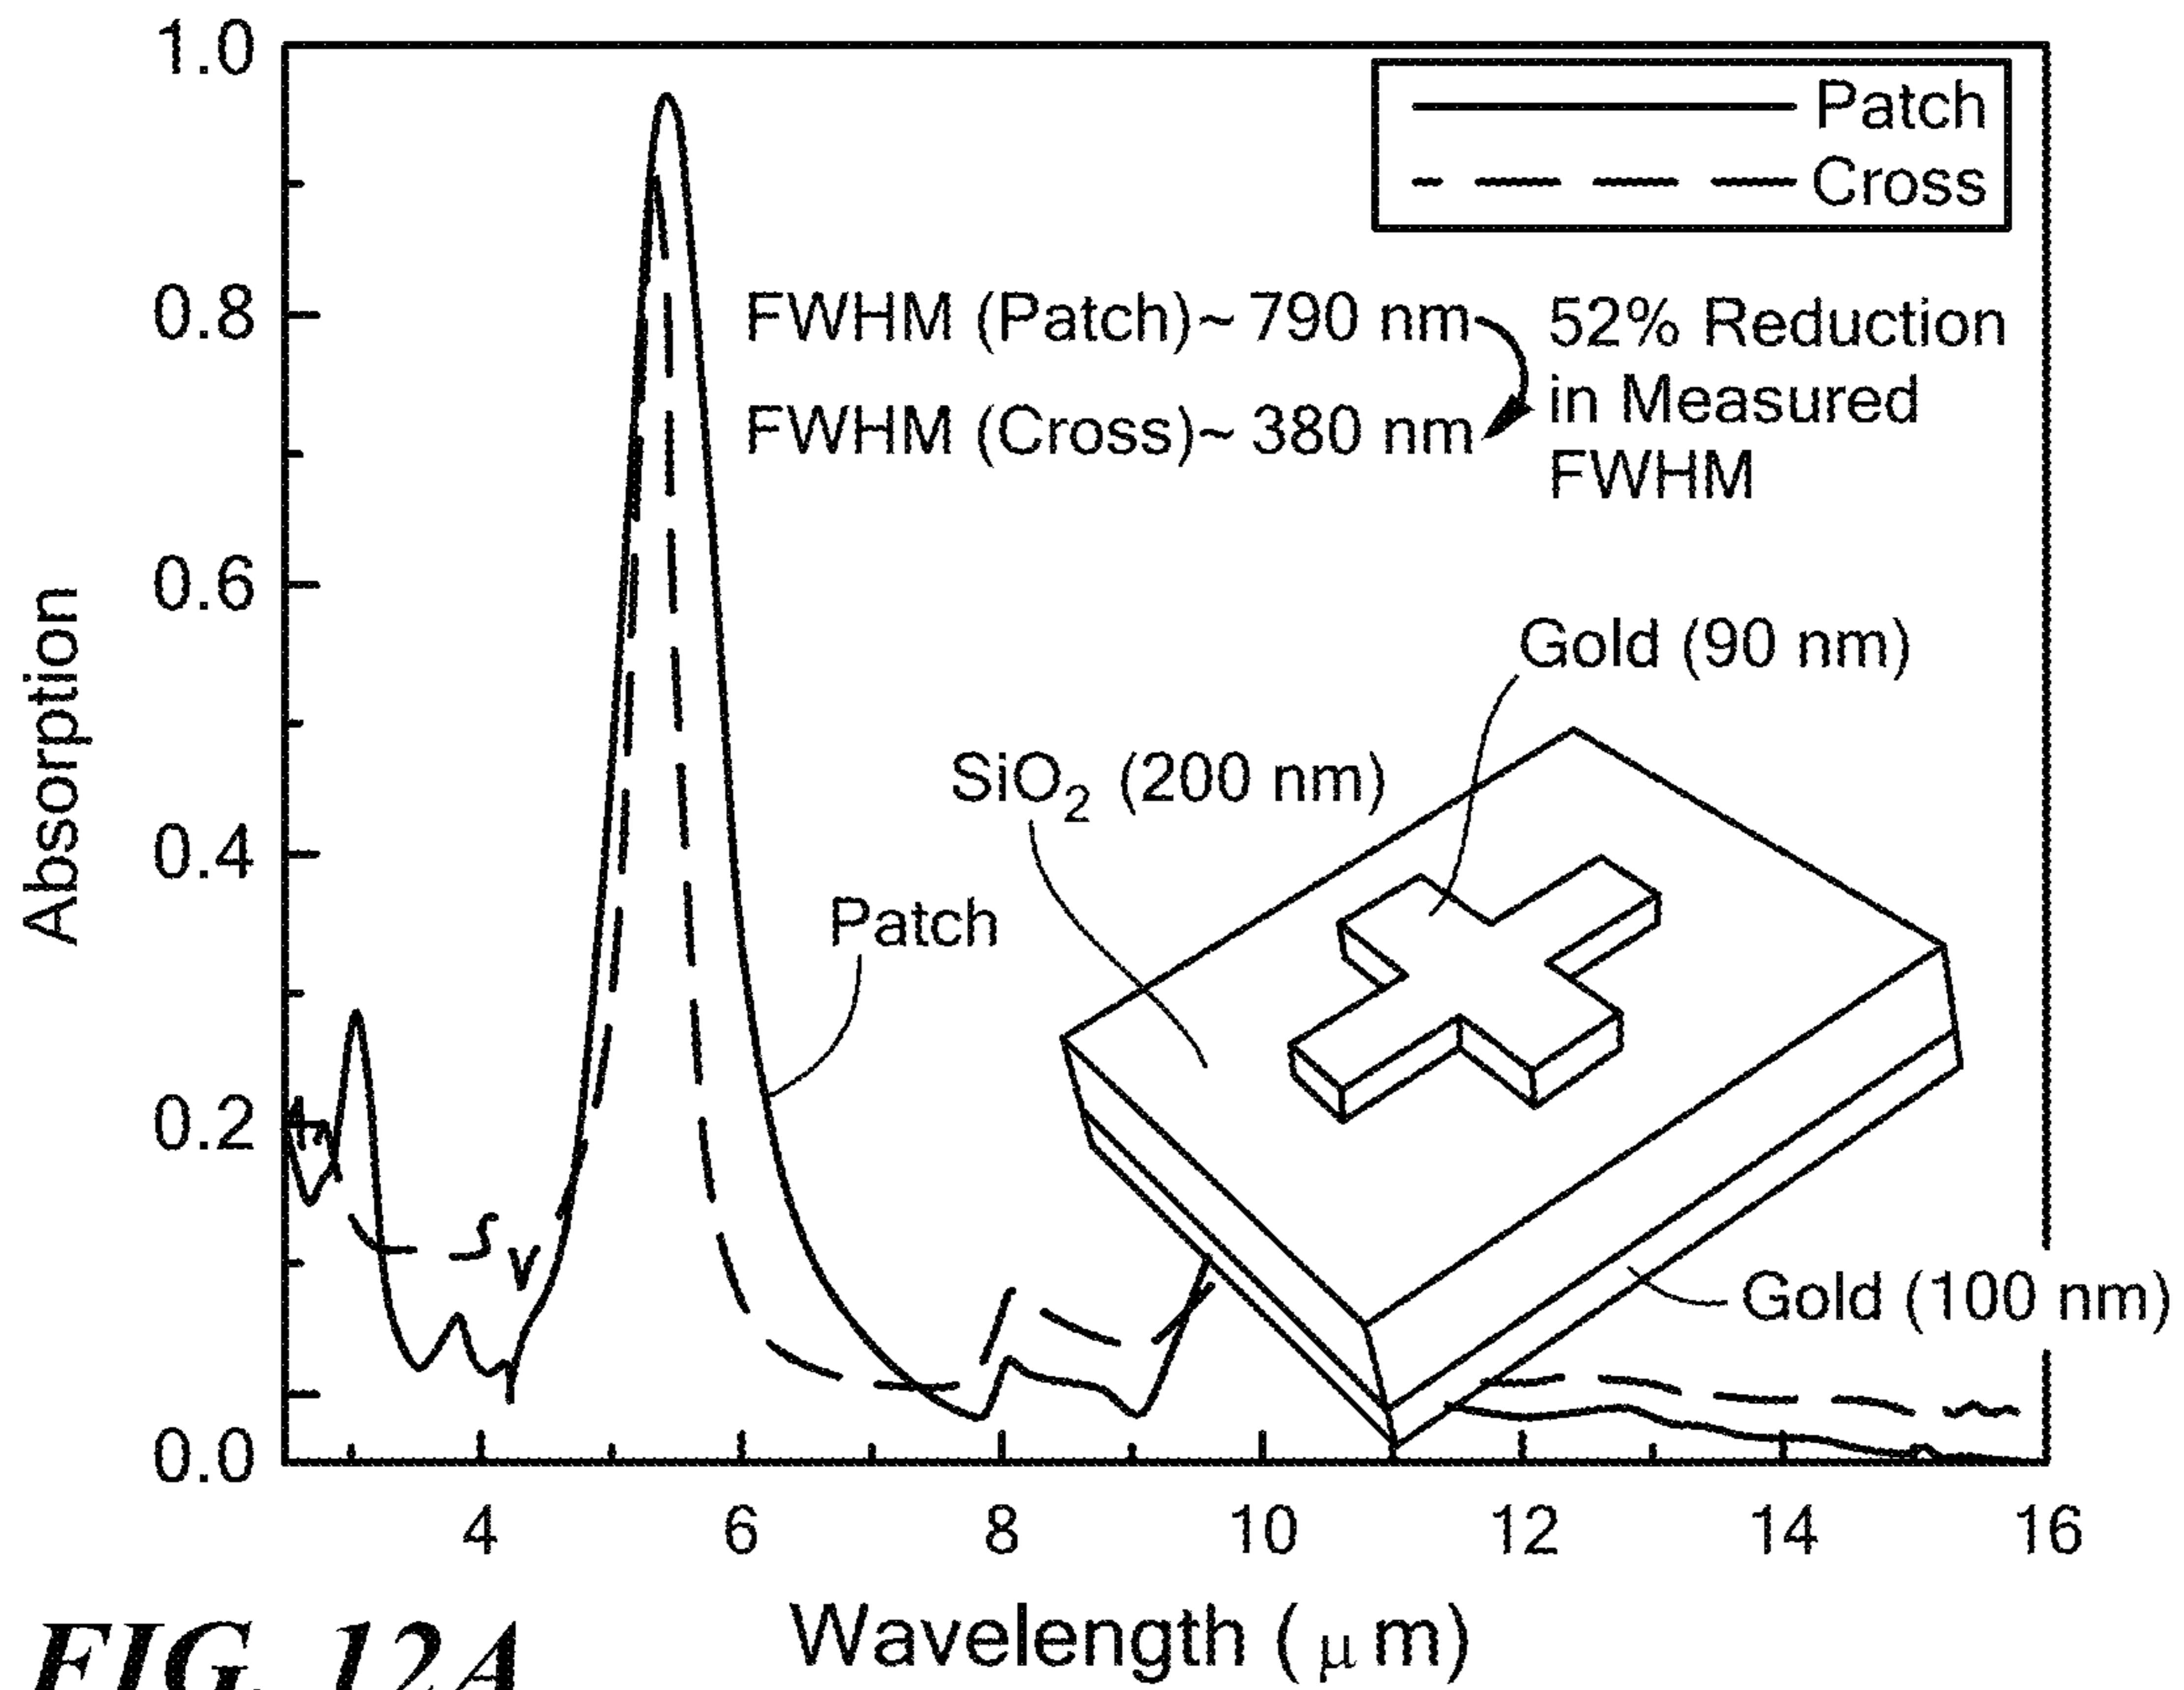 1.0
0.8
0.6
0.4
0.2
0.0
Absorption
Patch
Cross
FWHM (Patch)~ 790 nm
FWHM (Cross)~ 380 nm
52% Reduction
in Measured
FWHM
Gold (90 nm)
SiO₂ (200 nm)
Patch
Gold (100 nm)
4 6 8 10 12 14 16
Wavelength (μm)
FIG. 12A